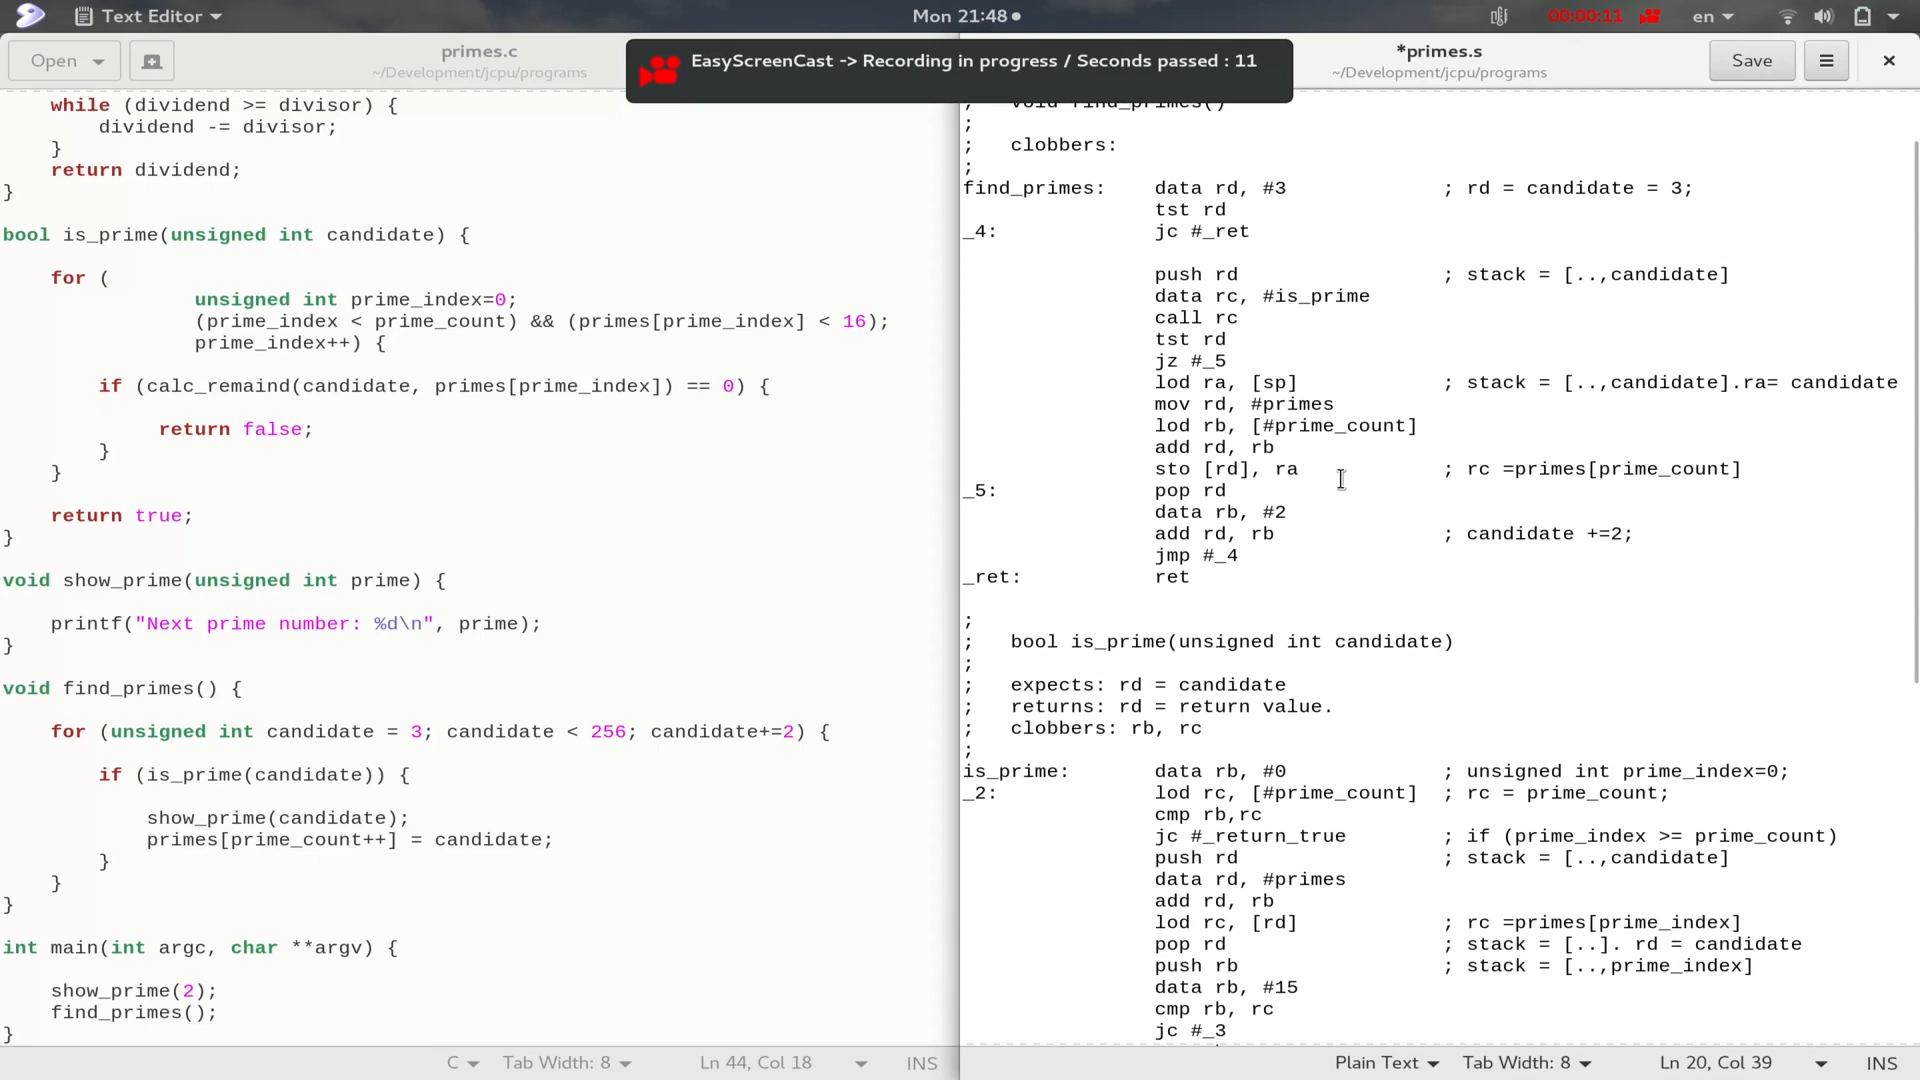 Text Editor
Mon 21:48
00:00:11
en
Open
primes.c
~/Development/jcpu/programs
EasyScreenCast -> Recording in progress / Seconds passed : 11
*primes.s
~/Development/jcpu/programs
Save
while (dividend >= divisor) {
dividend -= divisor;
}
return dividend;
}
bool is_prime(unsigned int candidate) {
for (
unsigned int prime_index=0;
(prime_index < prime_count) && (primes[prime_index] < 16);
prime_index++) {
if (calc_remaind(candidate, primes[prime_index]) == 0) {
return false;
}
}
return true;
}
void show_prime(unsigned int prime) {
printf("Next prime number: %d\n", prime);
}
void find_primes() {
for (unsigned int candidate = 3; candidate < 256; candidate+=2) {
if (is_prime(candidate)) {
show_prime(candidate);
primes[prime_count++] = candidate;
}
}
}
int main(int argc, char **argv) {
show_prime(2);
find_primes();
}
C
Tab Width: 8
Ln 44, Col 18
INS
; void find_primes()
;
; clobbers:
;
find_primes: data rd, #3 ; rd = candidate = 3;
tst rd
_4: jc #_ret
push rd ; stack = [..,candidate]
data rc, #is_prime
call rc
tst rd
jz #_5
lod ra, [sp] ; stack = [..,candidate].ra= candidate
mov rd, #primes
lod rb, [#prime_count]
add rd, rb
sto [rd], ra ; rc =primes[prime_count]
_5: pop rd
data rb, #2
add rd, rb ; candidate +=2;
jmp #_4
_ret: ret
;
; bool is_prime(unsigned int candidate)
;
; expects: rd = candidate
; returns: rd = return value.
; clobbers: rb, rc
;
is_prime: data rb, #0 ; unsigned int prime_index=0;
_2: lod rc, [#prime_count] ; rc = prime_count;
cmp rb,rc
jc #_return_true ; if (prime_index >= prime_count)
push rd ; stack = [..,candidate]
data rd, #primes
add rd, rb
lod rc, [rd] ; rc =primes[prime_index]
pop rd ; stack = [..]. rd = candidate
push rb ; stack = [..,prime_index]
data rb, #15
cmp rb, rc
jc #_3
Plain Text
Tab Width: 8
Ln 20, Col 39
INS